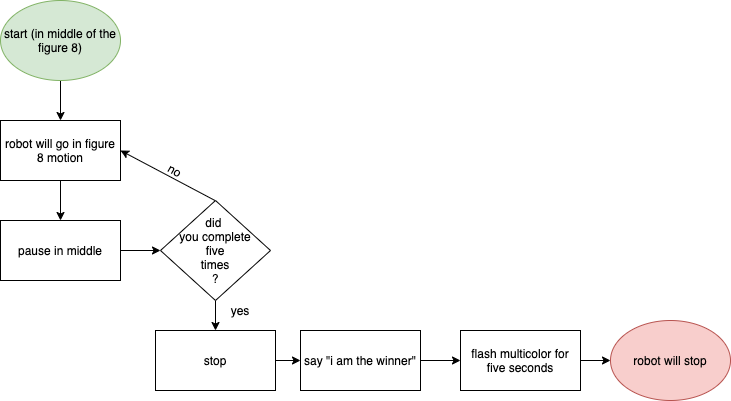 start (in middle of the
figure 8)
robot will go in figure
8 motion
no
pause in middle
did
you complete
five
times
?
yes
stop
say "i am the winner"
flash multicolor for
five seconds
robot will stop